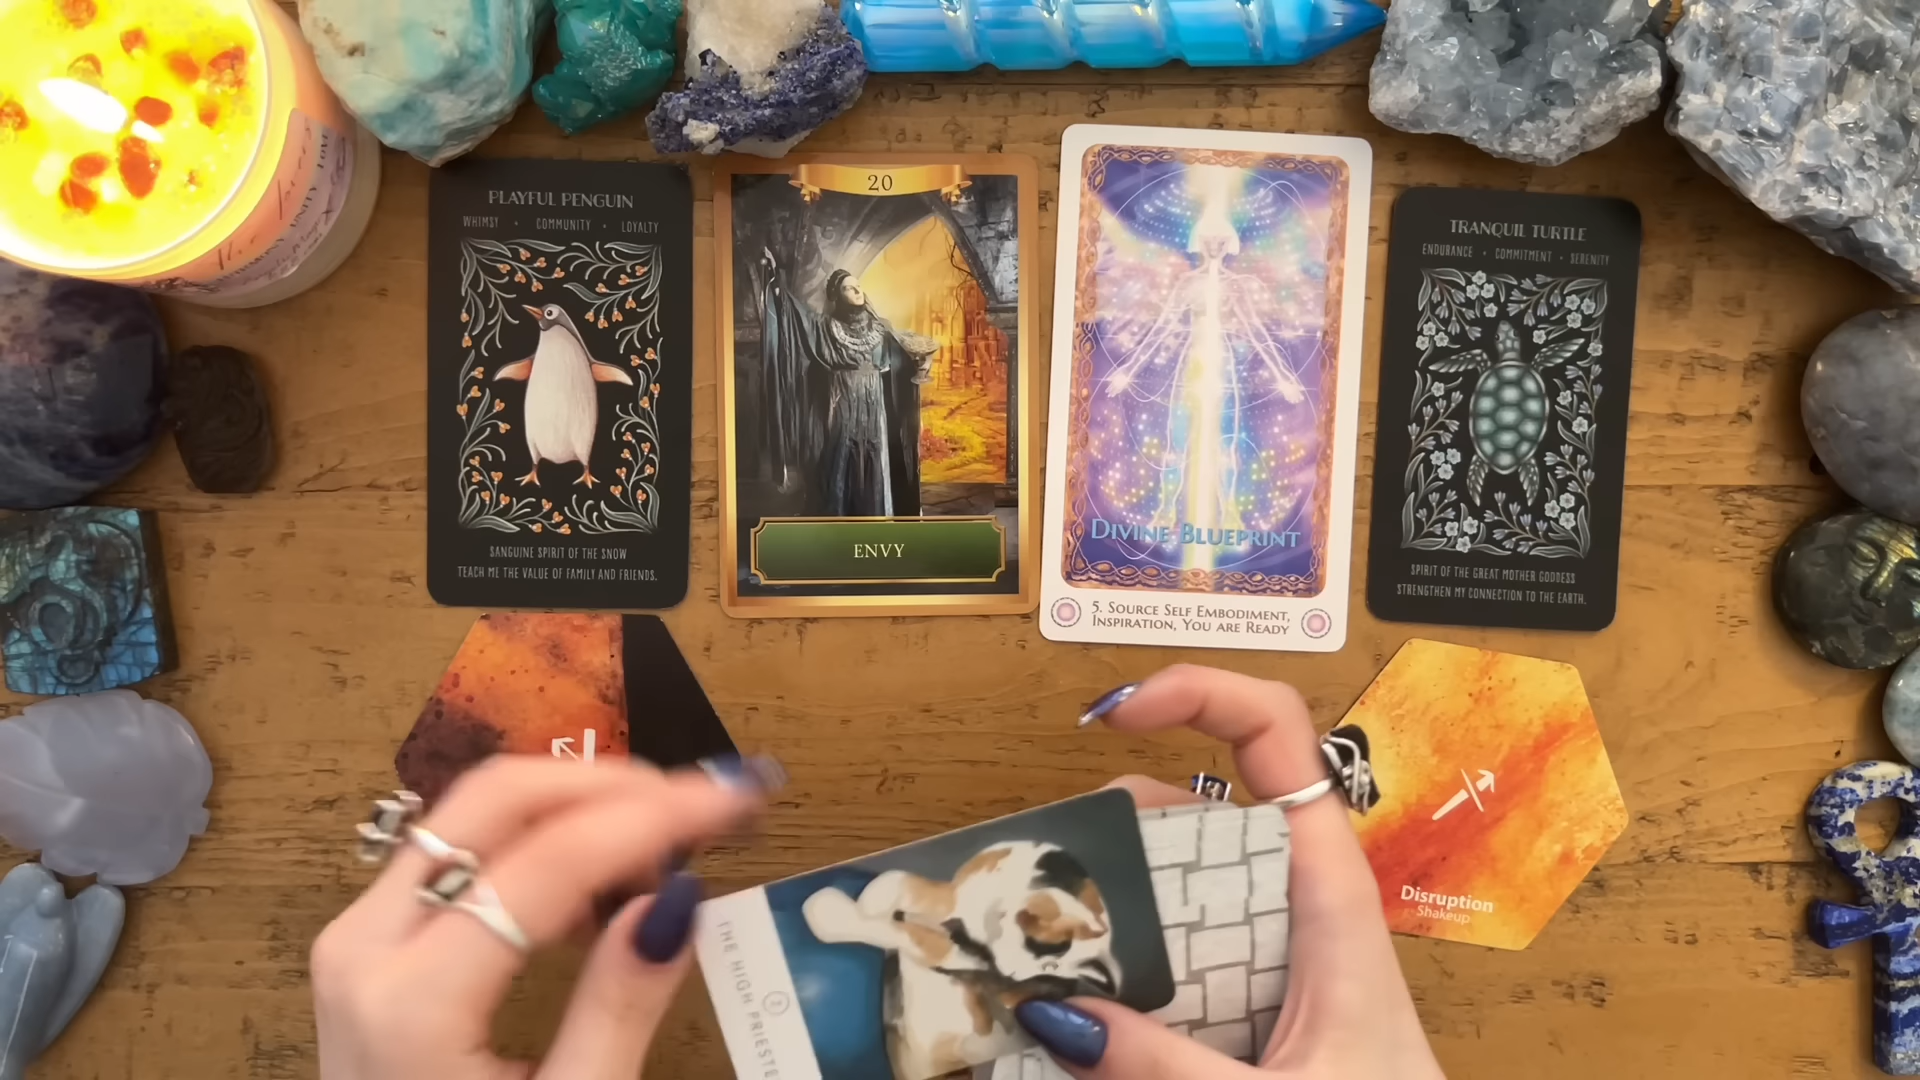 PLAYFUL PENGUIN
WHIMSY • COMMUNITY • LOYALTY
SANGUINE SPIRIT OF THE SNOW
TEACH ME THE VALUE OF FAMILY AND FRIENDS.
20
ENVY
DIVINE BLUEPRINT
5. SOURCE SELF EMBODIMENT,
INSPIRATION, YOU ARE READY
TRANQUIL TURTLE
ENDURANCE • COMMITMENT • SERENITY
SPIRIT OF THE GREAT MOTHER GODDESS
STRENGTHEN MY CONNECTION TO THE EARTH.
Disruption
Shakeup
2
THE HIGH PRIESTE